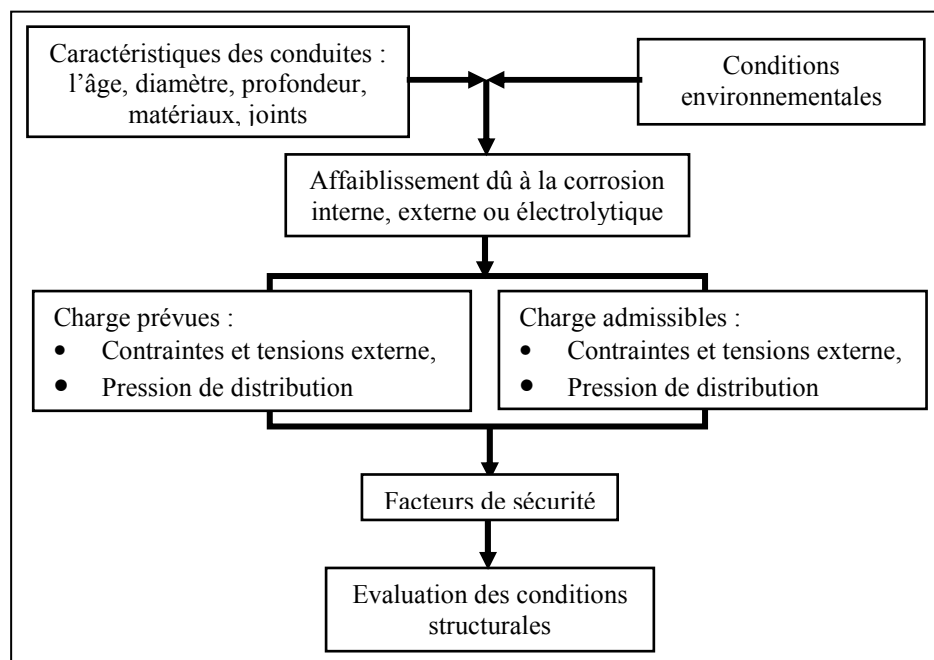 Caractéristiques des conduites :
l'âge, diamètre, profondeur,
matériaux, joints
Conditions
environnementales
Affaiblissement dû à la corrosion
interne, externe ou électrolytique
Charge prévues :
• Contraintes et tensions externe,
• Pression de distribution
Charge admissibles :
• Contraintes et tensions externe,
• Pression de distribution
Facteurs de sécurité
Evaluation des conditions
structurales